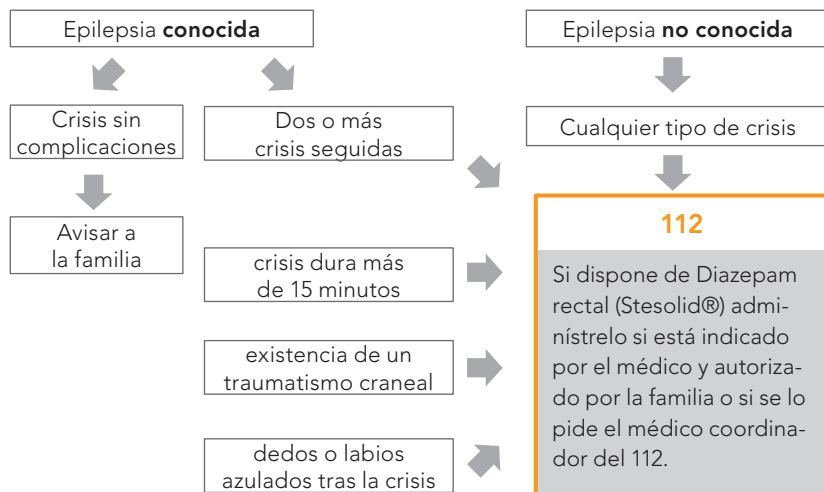 Epilepsia conocida
Epilepsia no conocida
Crisis sin
complicaciones
Dos o más
crisis seguidas
Cualquier tipo de crisis
Avisar a
la familia
crisis dura más
de 15 minutos
existencia de un
traumatismo craneal
dedos o labios
azulados tras la crisis
112
Si dispone de Diazepam
rectal (Stesolid®) admi-
nístrelo si está indicado
por el médico y autoriza-
do por la familia o si se lo
pide el médico coordina-
dor del 112.